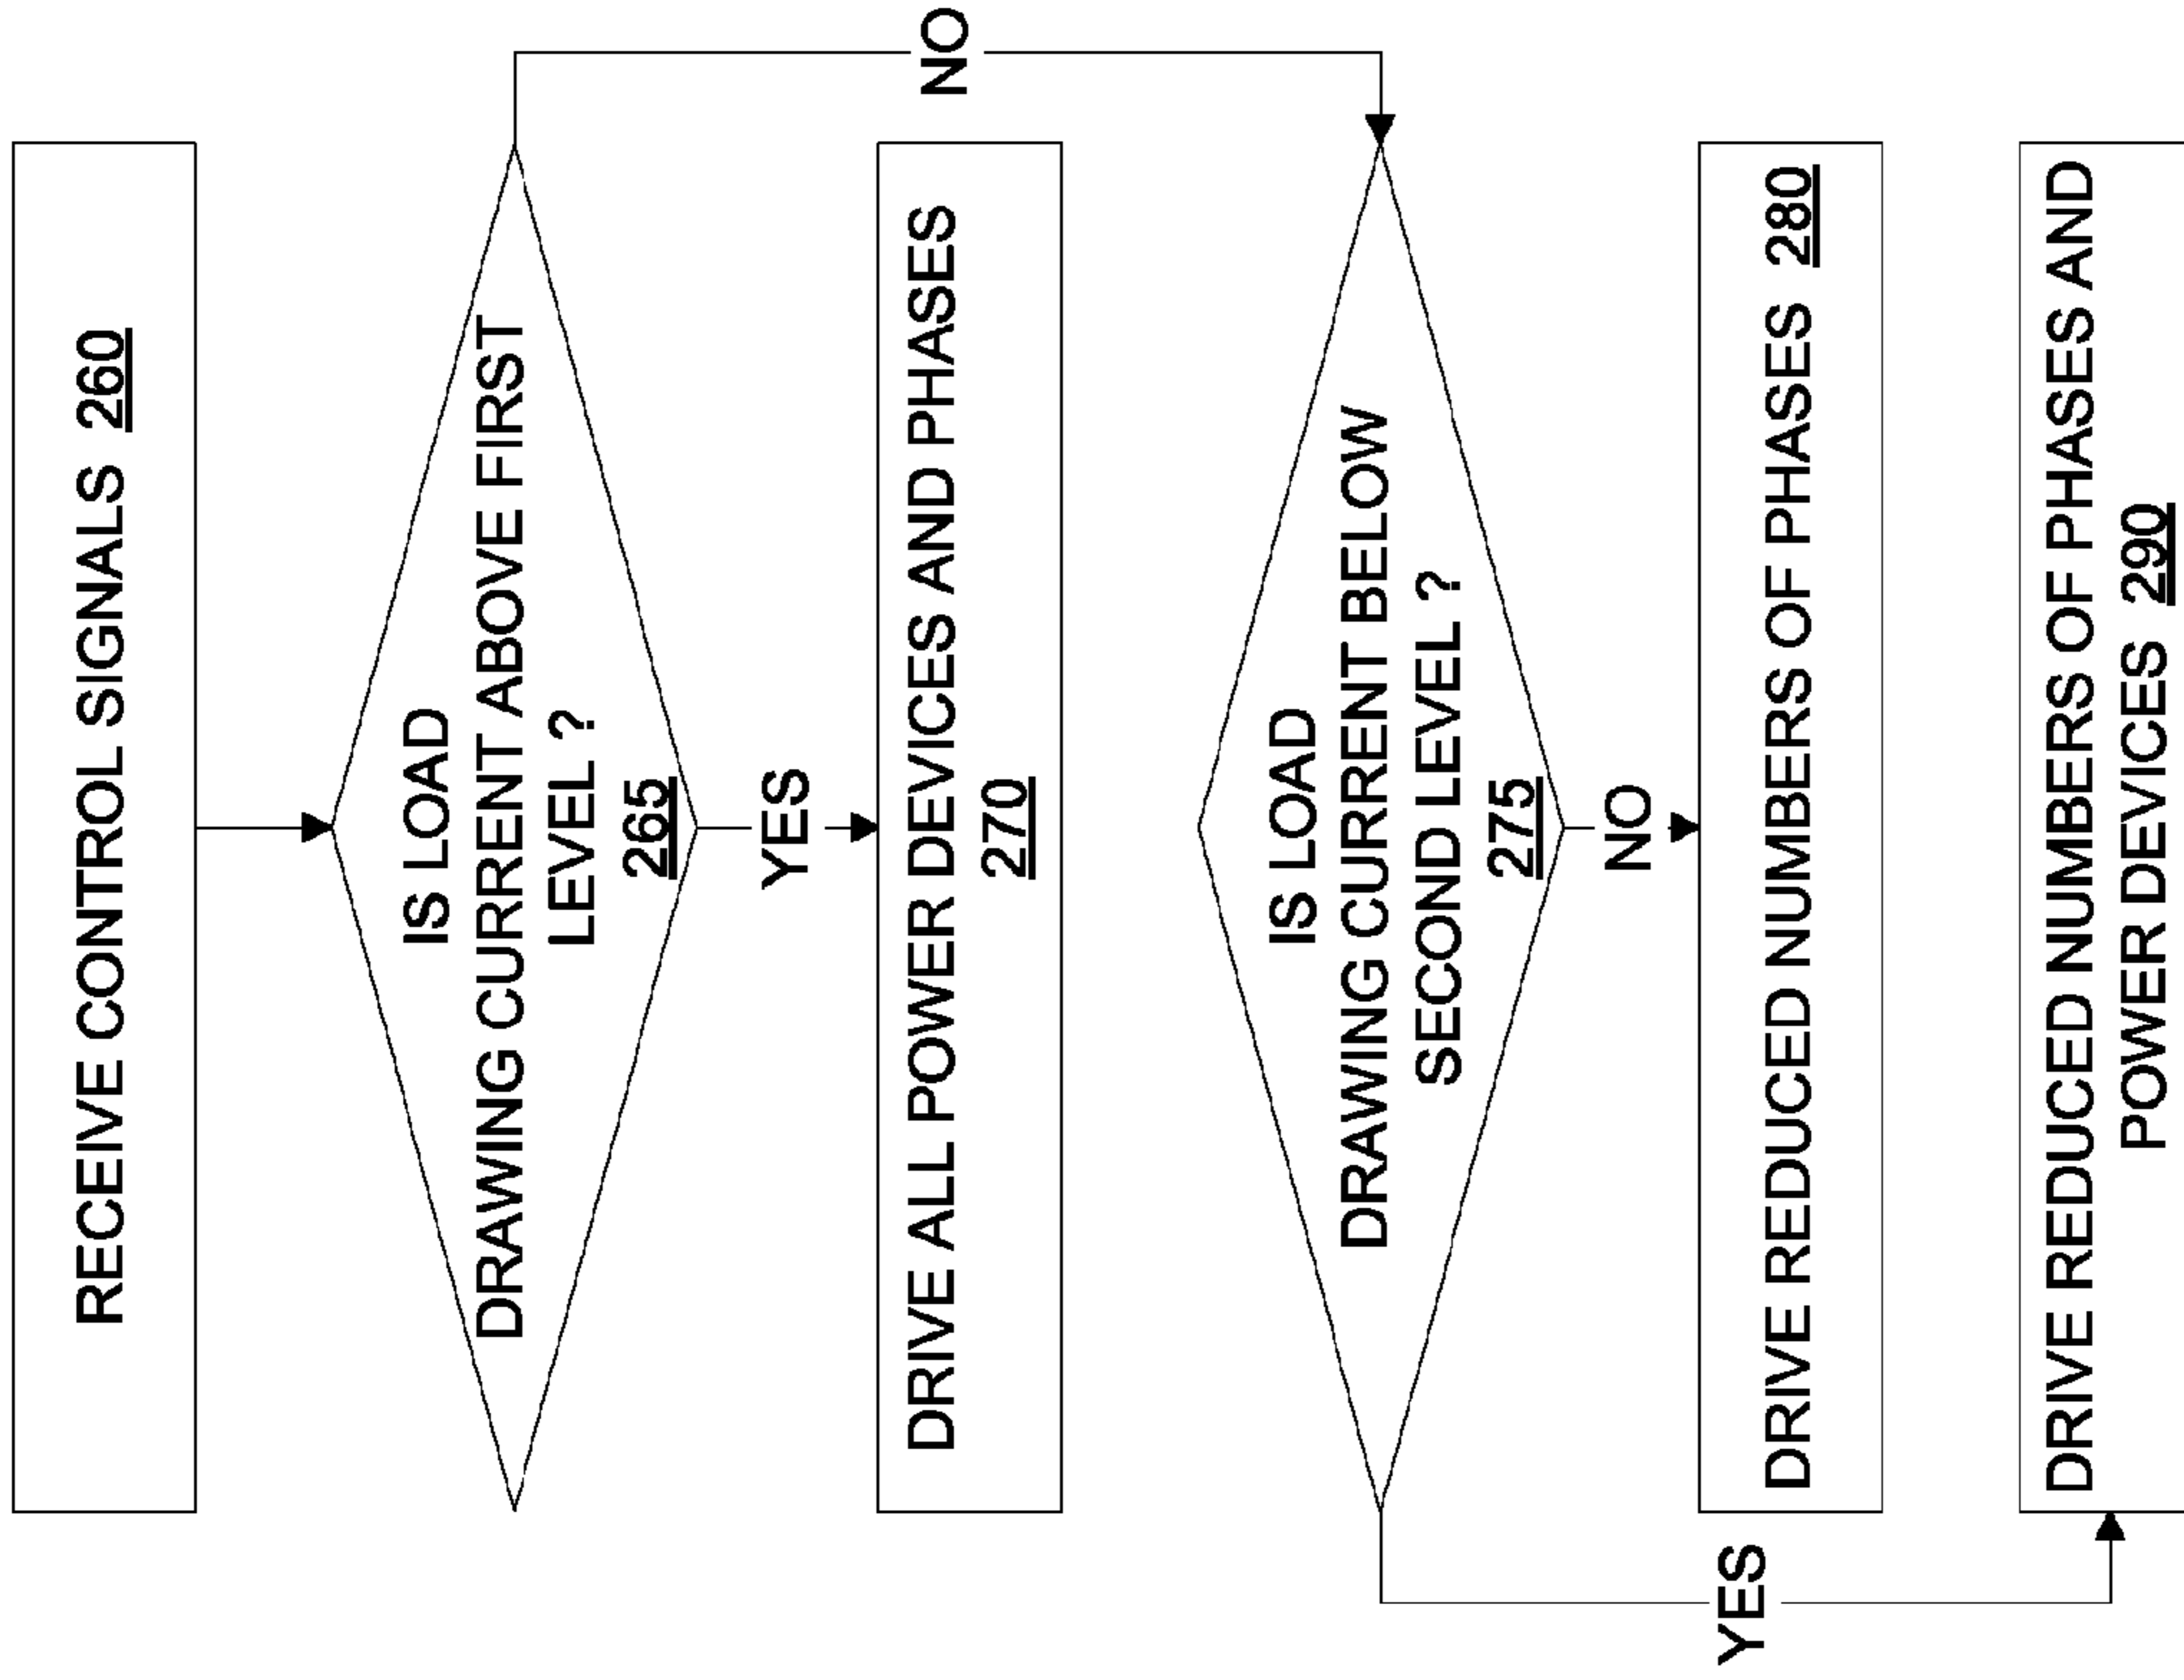 RECEIVE CONTROL SIGNALS 260
IS LOAD
DRAWING CURRENT ABOVE FIRST
LEVEL ?
265
YES
NO
DRIVE ALL POWER DEVICES AND PHASES
270
IS LOAD
DRAWING CURRENT BELOW
SECOND LEVEL ?
275
NO
DRIVE REDUCED NUMBERS OF PHASES 280
YES
DRIVE REDUCED NUMBERS OF PHASES AND
POWER DEVICES 290